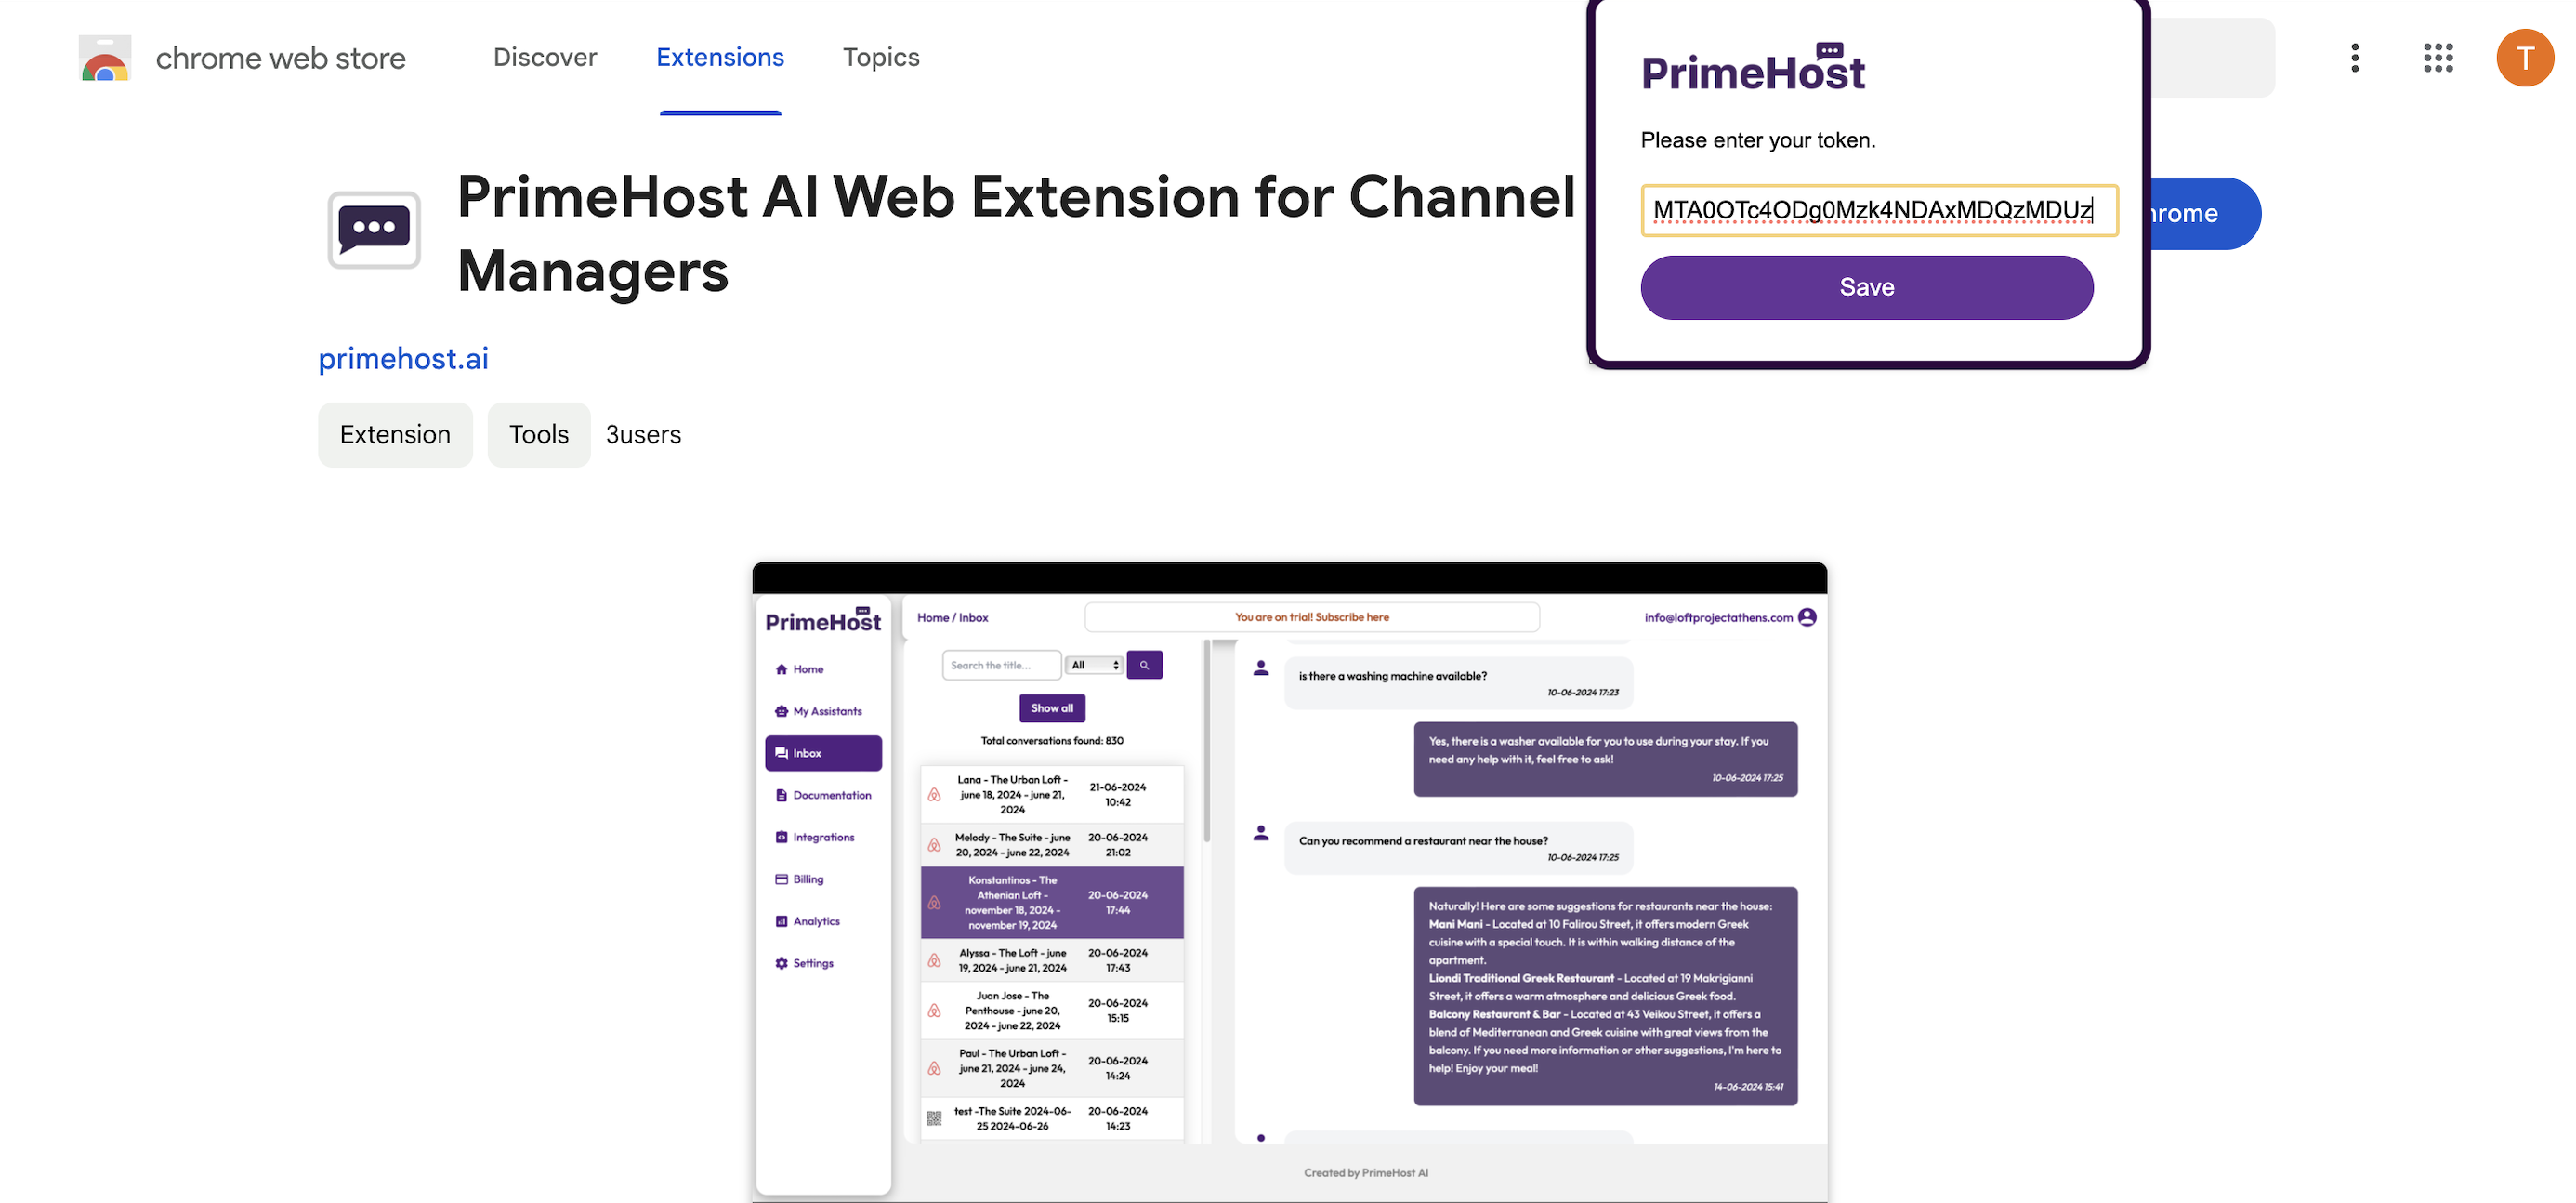 chrome web store
Discover
Extensions
Topics
T
PrimeHost AI Web Extension for Channel
Managers
primehost.ai
Extension
Tools
3users
PrimeHost
Please enter your token.
MTA0OTc4ODg0Mzk4NDAxMDQzMDUz
Save
hrome
PrimeHost
Home
My Assistants
Inbox
Documentation
Integrations
Billing
Analytics
Settings
Home / Inbox
You are on trial! Subscribe here
info@loftprojectathens.com
Search the title...
All
Show all
Total conversations found: 830
Lana - The Urban Loft -
june 18, 2024 - june 21,
2024
21-06-2024
10:42
Melody - The Suite - june
20, 2024 - june 22, 2024
20-06-2024
21:02
Konstantinos - The
Athenian Loft -
november 18, 2024 -
november 19, 2024
20-06-2024
17:44
Alyssa - The Loft - june
19, 2024 - june 21, 2024
20-06-2024
17:43
Juan Jose - The
Penthouse - june 20,
2024 - june 22, 2024
20-06-2024
15:15
Paul - The Urban Loft -
june 21, 2024 - june 24,
2024
20-06-2024
14:24
test -The Suite 2024-06-
25 2024-06-26
20-06-2024
14:23
is there a washing machine available?
10-06-2024 17:23
Yes, there is a washer available for you to use during your stay. If you
need any help with it, feel free to ask!
10-06-2024 17:25
Can you recommend a restaurant near the house?
10-06-2024 17:25
Naturally! Here are some suggestions for restaurants near the house:
Mani Mani - Located at 10 Falirou Street, it offers modern Greek
cuisine with a special touch. It is within walking distance of the
apartment.
Liondi Traditional Greek Restaurant - Located at 19 Makrigianni
Street, it offers a warm atmosphere and delicious Greek food.
Balcony Restaurant & Bar - Located at 43 Veikou Street, it offers a
blend of Mediterranean and Greek cuisine with great views from the
balcony. If you need more information or other suggestions, I'm here to
help! Enjoy your meal!
14-06-2024 15:41
Created by PrimeHost AI